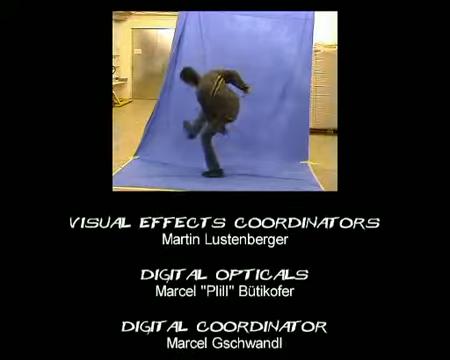 VISUAL EFFECTS COORDINATORS
Martin Lustenberger
DIGITAL OPTICALS
Marcel "Plill" Bütikofer
DIGITAL COORDINATOR
Marcel Gschwandl